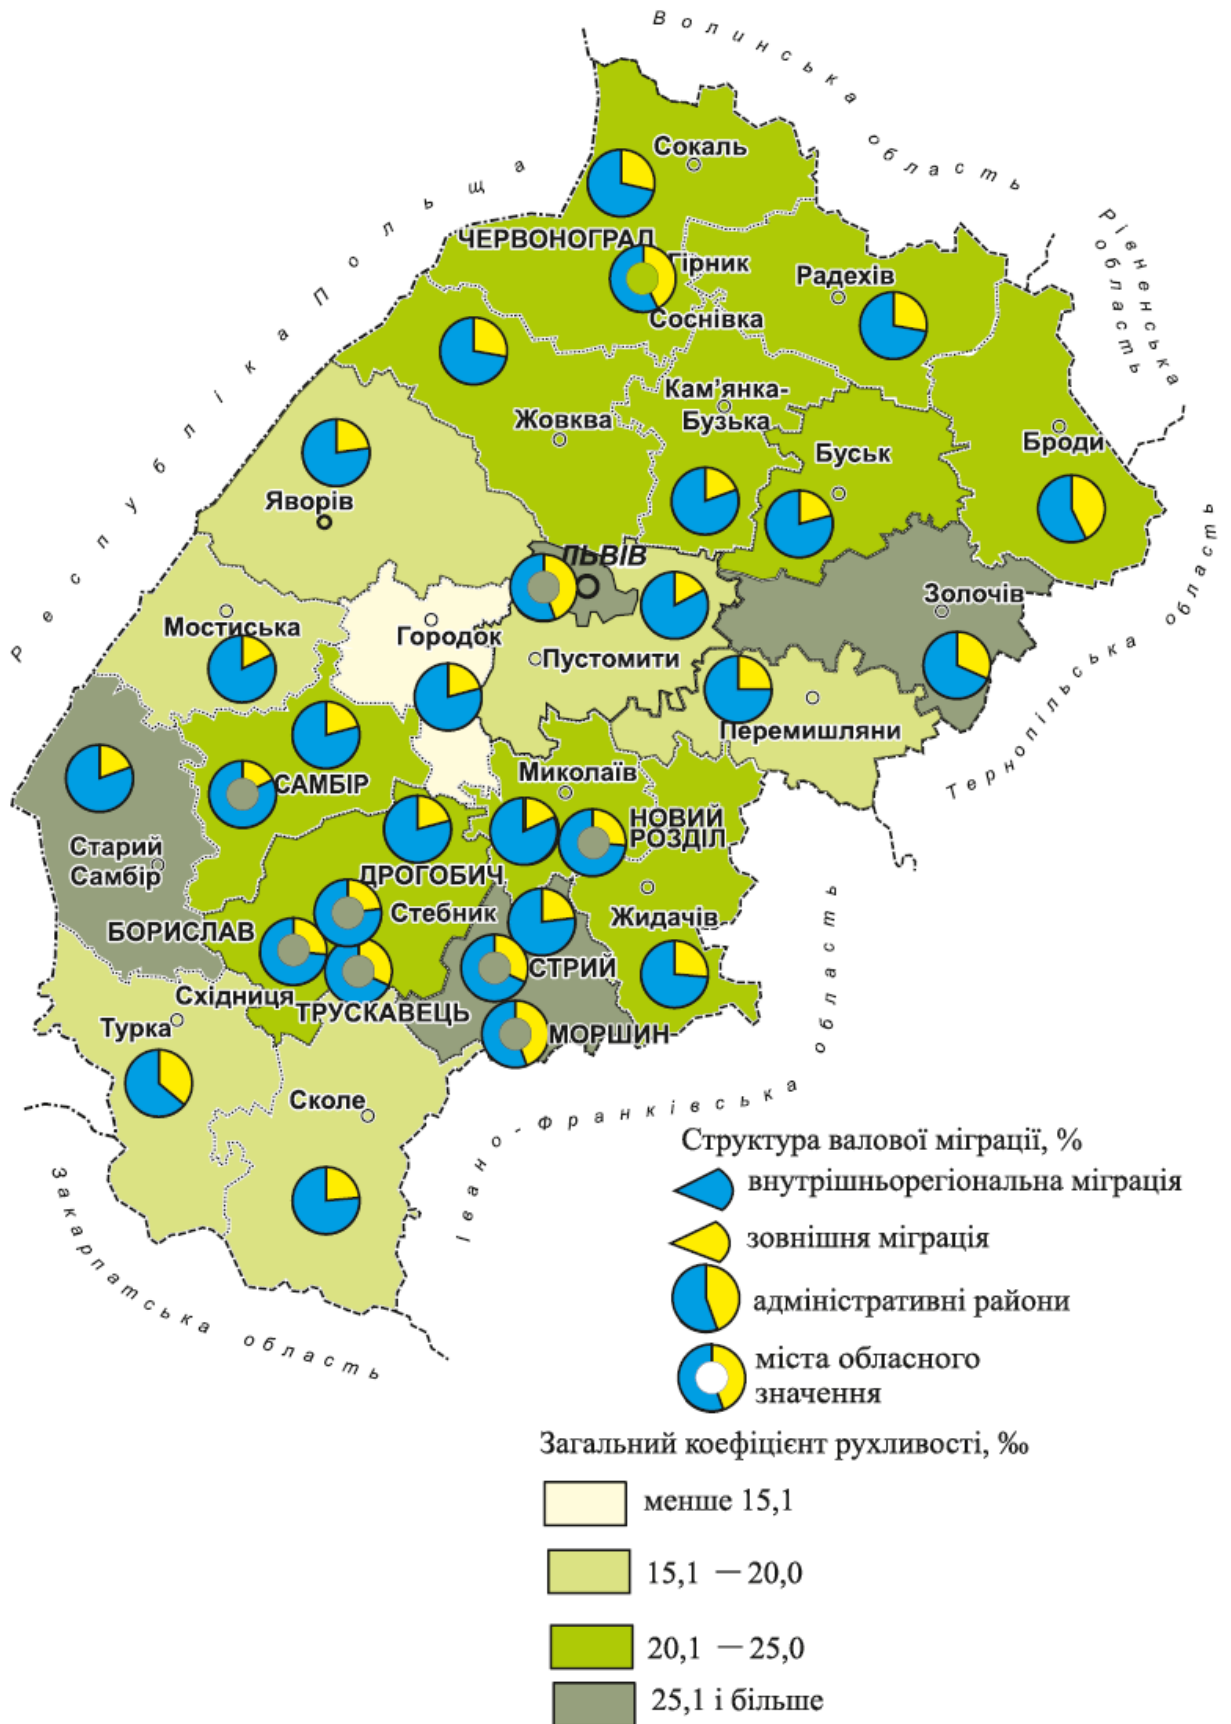 Волинська область
Республіка Польща
Рівненська
область
Сокаль
ЧЕРВОНОГРАД
Гірник
Соснівка
Радехів
Жовква
Кам'янка-
Бузька
Буськ
Броди
Яворів
ЛЬВІВ
Золочів
Мостиська
Городок
Пустомити
Перемишляни
Тернопільська область
САМБІР
Миколаїв
НОВИЙ
РОЗДІЛ
Старий
Самбір
ДРОГОБИЧ
Стебник
Жидачів
БОРИСЛАВ
СТРИЙ
Східниця
ТРУСКАВЕЦЬ
МОРШИН
Турка
Сколе
Івано-Франківська область
Закарпатська область
Структура валової міграції, %
внутрішньорегіональна міграція
зовнішня міграція
адміністративні райони
міста обласного
значення
Загальний коефіцієнт рухливості, ‰
менше 15,1
15,1 — 20,0
20,1 — 25,0
25,1 і більше